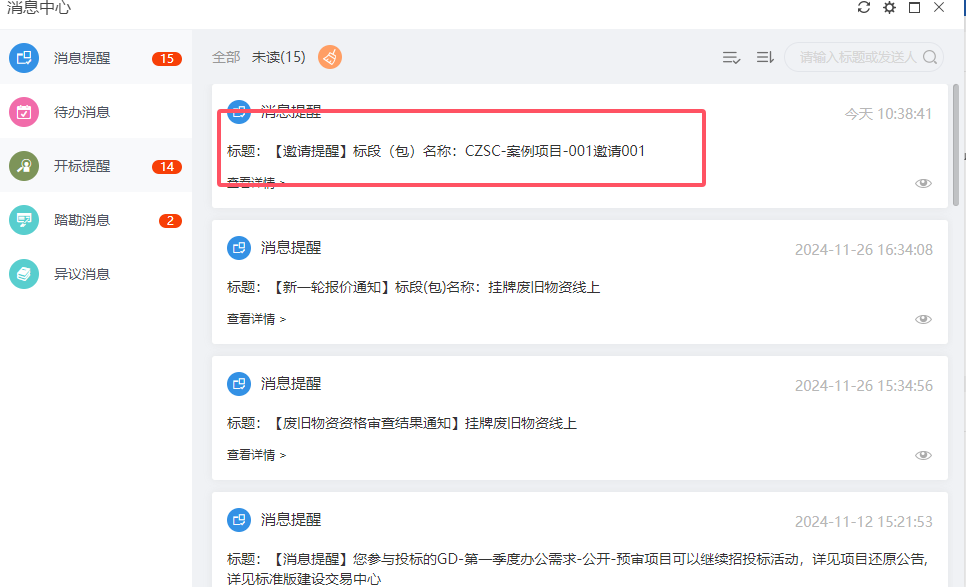 消息中心
消息提醒 15
待办消息
开标提醒 14
踏勘消息 2
异议消息
全部 未读(15) 请输入标题或发送人
消息提醒 今天 10:38:41
标题：【邀请提醒】标段（包）名称：CZSC-案例项目-001邀请001
查看详情 >
消息提醒 2024-11-26 16:34:08
标题：【新一轮报价通知】标段(包)名称：挂牌废旧物资线上
查看详情 >
消息提醒 2024-11-26 15:34:56
标题：【废旧物资资格审查结果通知】挂牌废旧物资线上
查看详情 >
消息提醒 2024-11-12 15:21:53
标题：【消息提醒】您参与投标的GD-第一季度办公需求-公开-预审项目可以继续招投标活动，详见项目还原公告，
详见标准版建设交易中心